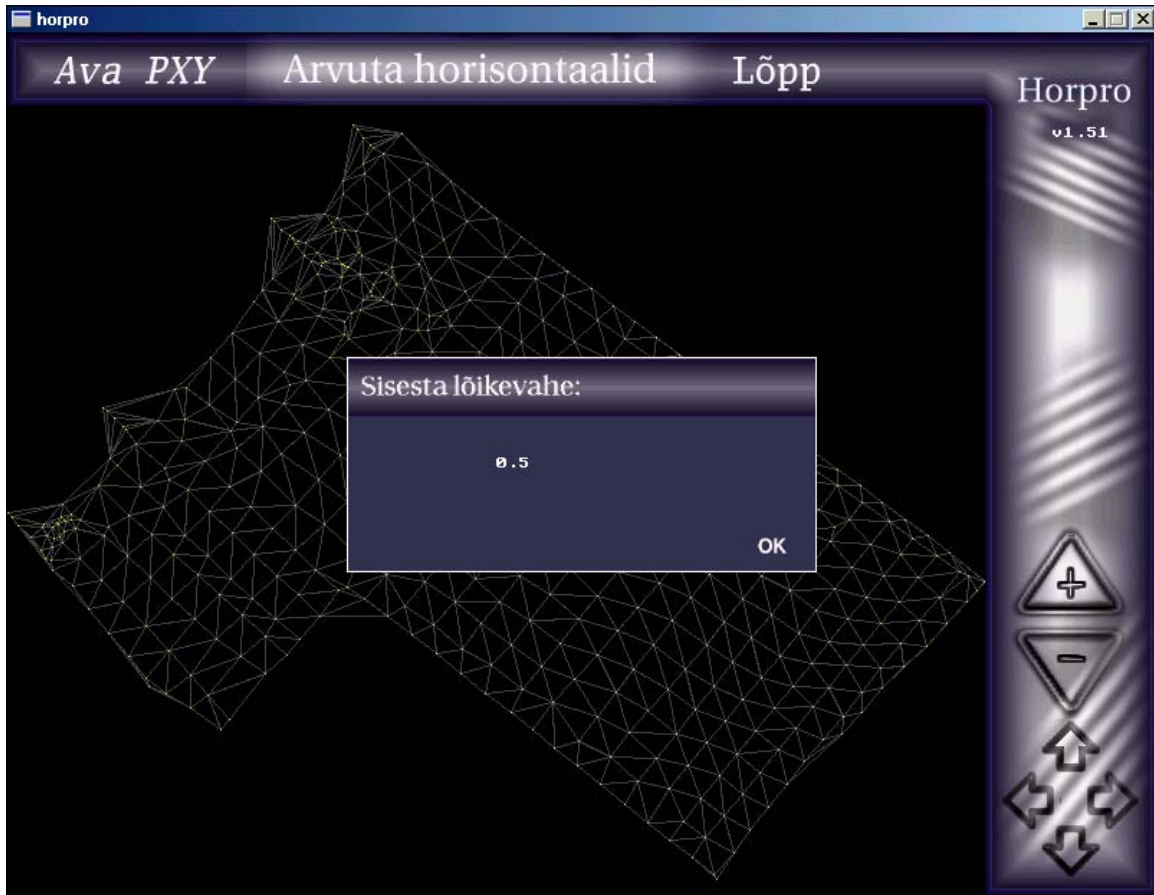 horpro
Ava PXY Arvuta horisontaalid Lõpp
Horpro
v1.51
Sisesta lõikevahe:
0.5
OK